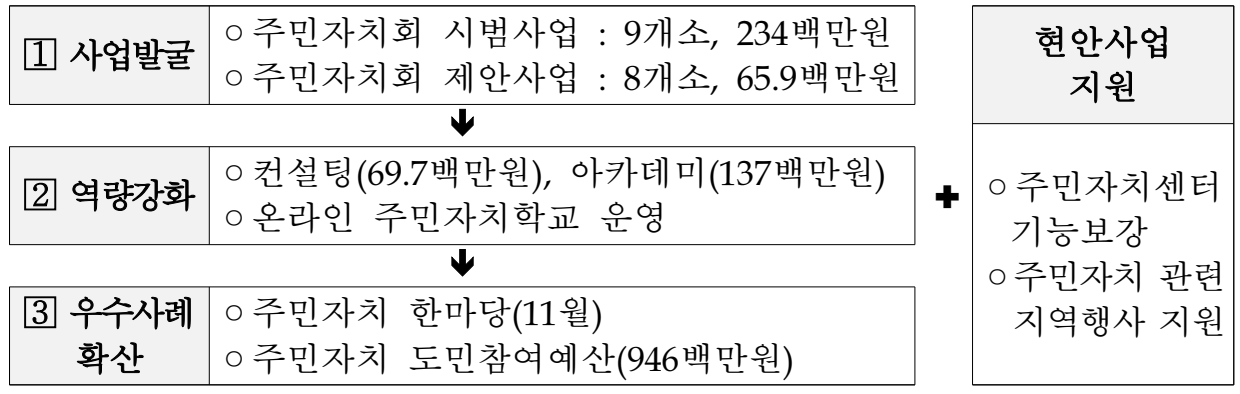 1 사업발굴
○ 주민자치회 시범사업 : 9개소, 234백만원
○ 주민자치회 제안사업 : 8개소, 65.9백만원
2 역량강화
○ 컨설팅(69.7백만원), 아카데미(137백만원)
○ 온라인 주민자치학교 운영
3 우수사례
확산
○ 주민자치 한마당(11월)
○ 주민자치 도민참여예산(946백만원)
현안사업
지원
○ 주민자치센터
기능보강
○ 주민자치 관련
지역행사 지원